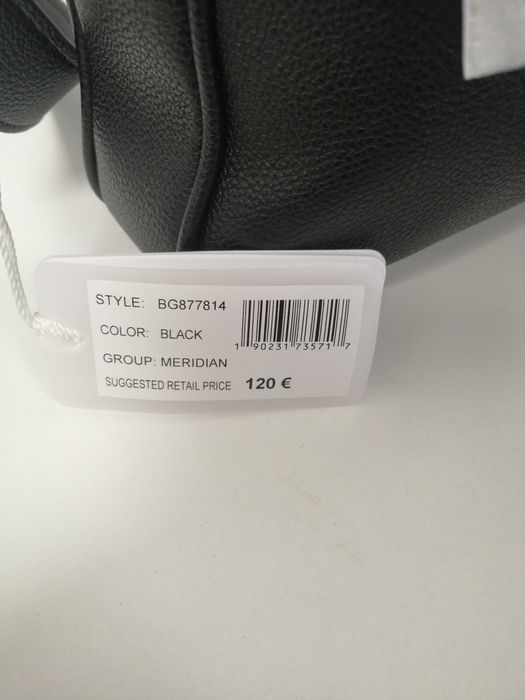 STYLE: BG877814
COLOR: BLACK
1 90231 73571 7
GROUP: MERIDIAN
SUGGESTED RETAIL PRICE 120 €